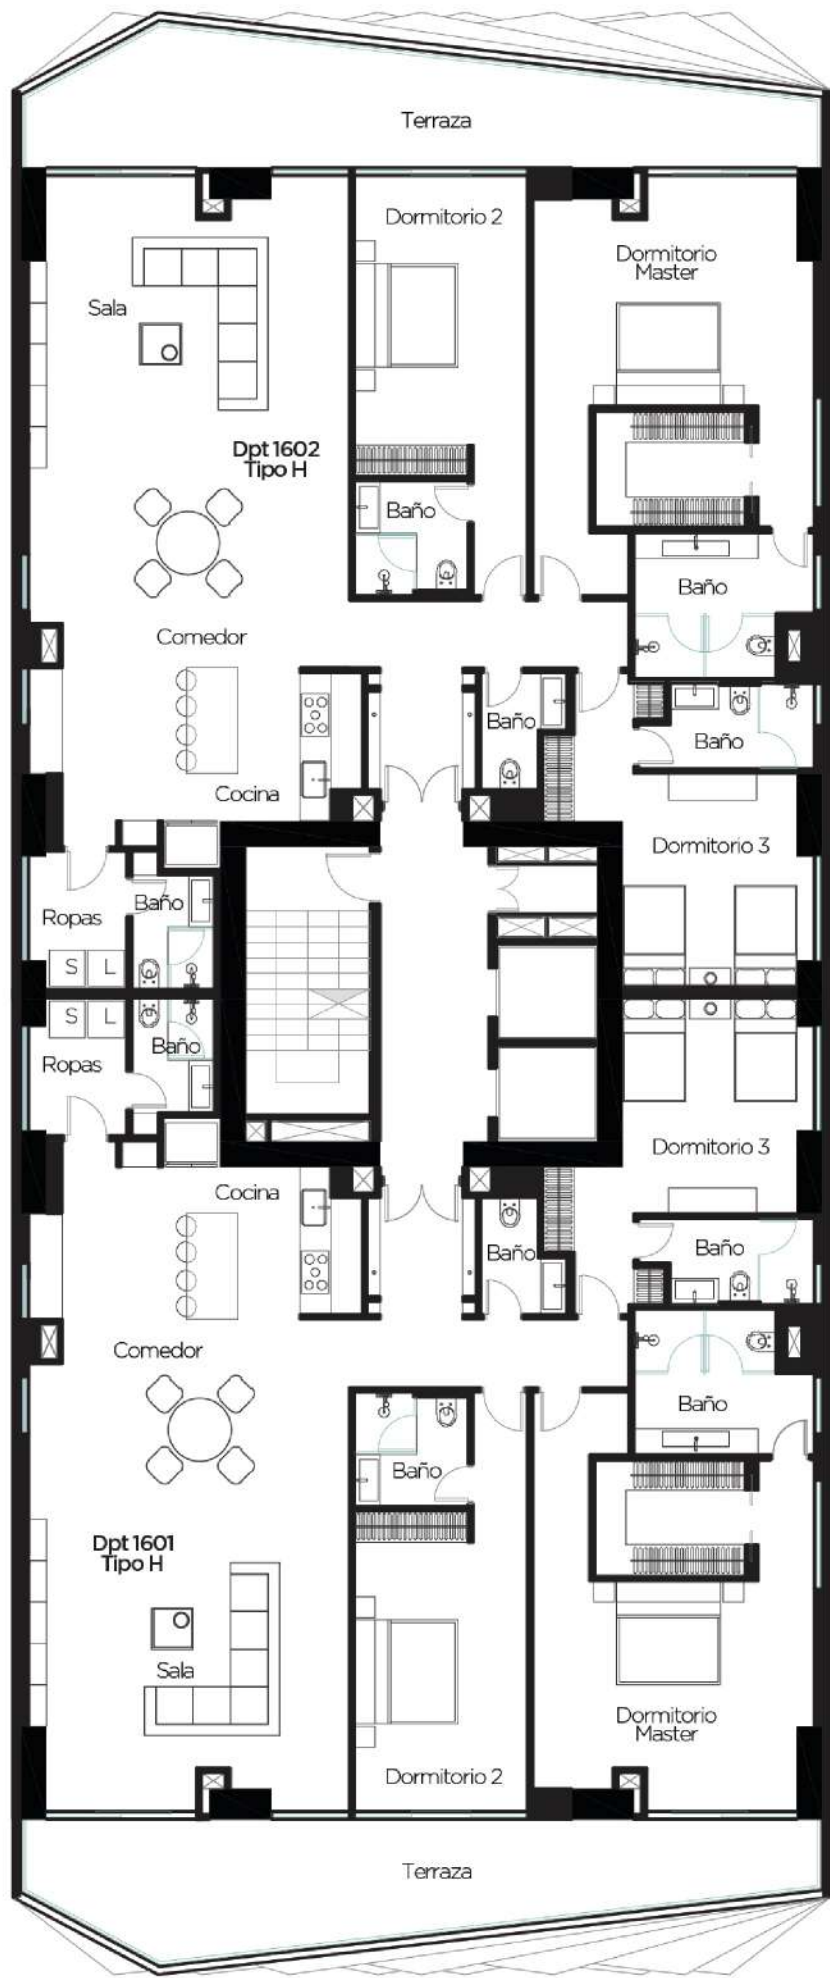 Terraza
Dormitorio 2
Dormitorio
Master
Sala
Dpt 1602
Tipo H
Baño
Baño
Comedor
Baño
Baño
Cocina
Dormitorio 3
Baño
Ropas
S L
S L
Baño
Ropas
Dormitorio 3
Cocina
Baño
Baño
Comedor
Baño
Baño
Dpt 1601
Tipo H
Sala
Dormitorio
Master
Dormitorio 2
Terraza